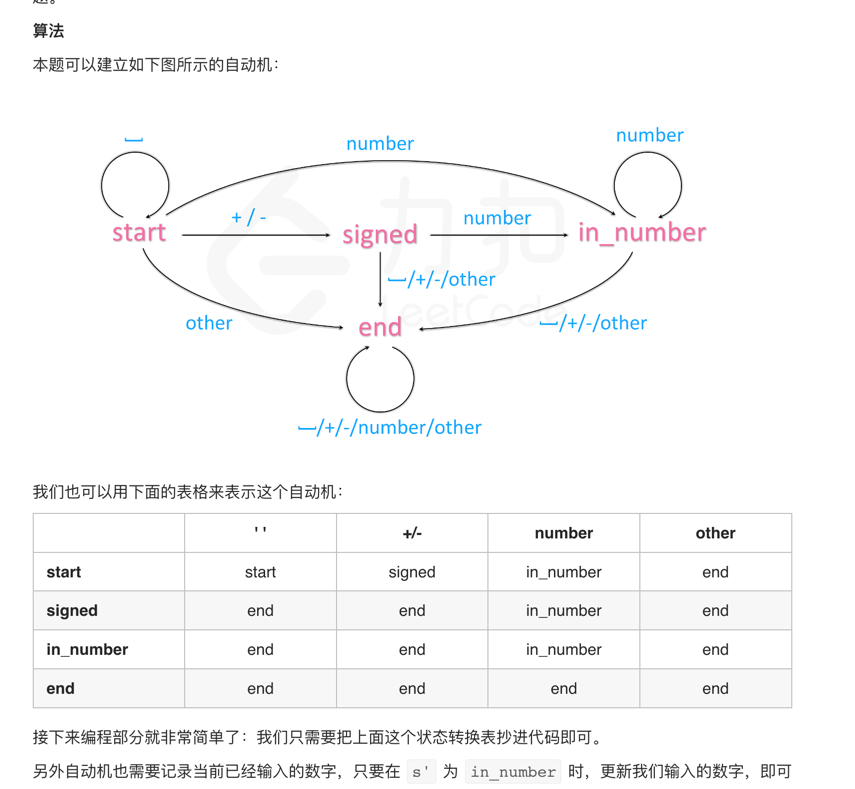 题。
算法
本题可以建立如下图所示的自动机：
number
number
+ / -
number
start
signed
in_number
⎵/+/-/other
other
end
⎵/+/-/other
⎵/+/-/number/other
力扣
LeetCode
我们也可以用下面的表格来表示这个自动机：
' ' +/- number other
start start signed in_number end
signed end end in_number end
in_number end end in_number end
end end end end end
接下来编程部分就非常简单了：我们只需要把上面这个状态转换表抄进代码即可。
另外自动机也需要记录当前已经输入的数字，只要在 s' 为 in_number 时，更新我们输入的数字，即可